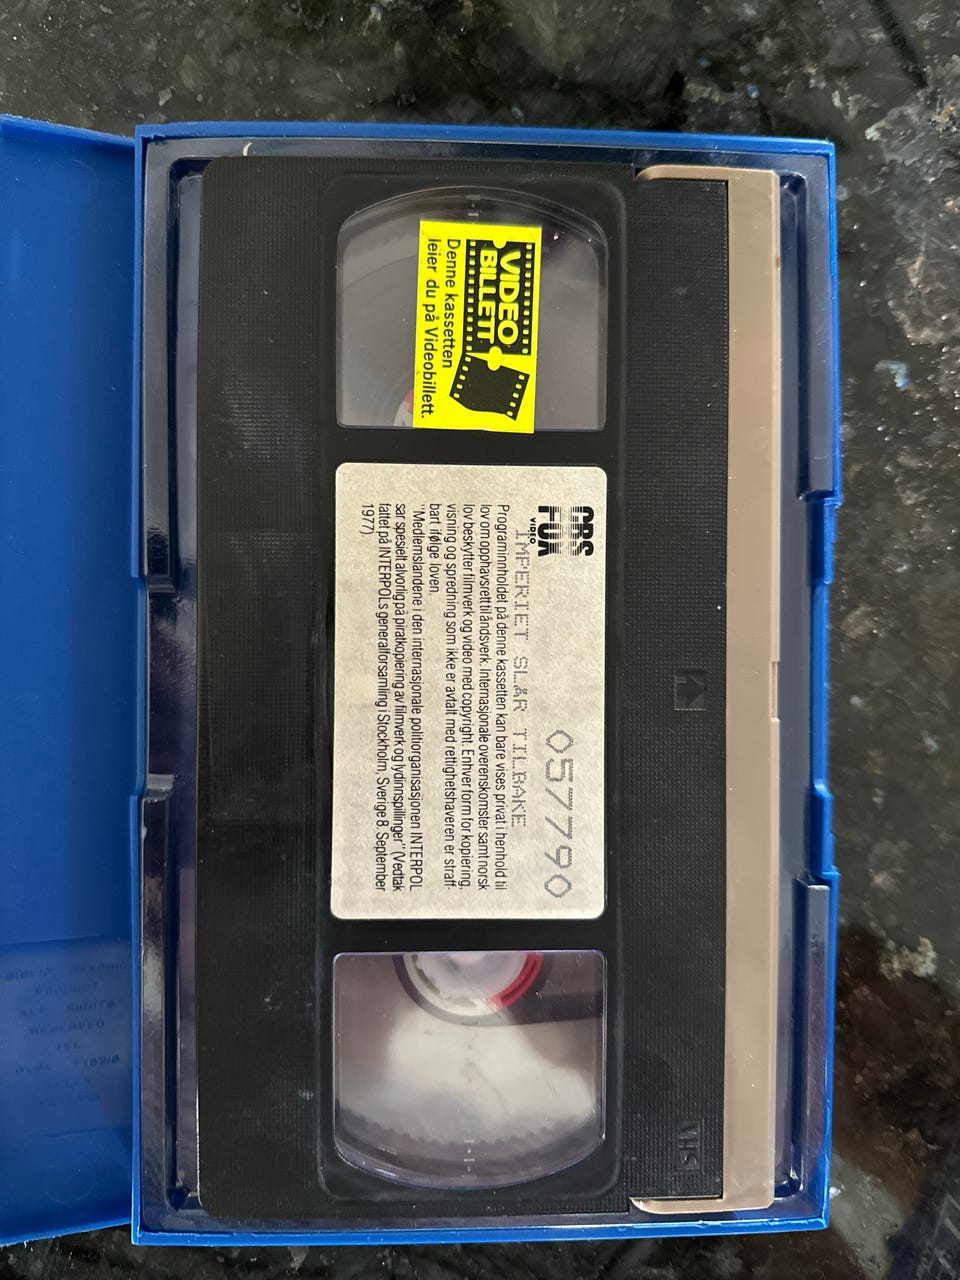 VIDEO
BILLETT
Denne kassetten
leier du på Videobillett.
CBS
FOX
VIDEO
057790
IMPERIET SLÅR TILBAKE
Programinnholdet på denne kassetten kan bare vises privat i henhold til
lov om opphavsrett til åndsverk. Internasjonale overenskomster samt norsk
lov beskytter filmverk og video med copyright. Enhver form for kopiering,
visning og spredning som ikke er avtalt med rettighetshaveren er straff-
bart ifølge loven.
"Medlemslandene i den internasjonale politiorganisasjonen INTERPOL
sa' spesielt alvorlig på piratkopiering av filmverk og lydinnspillinger" (Vedtak
fattet på INTERPOLs generalforsamling i Stockholm, Sverige 8. September
1977).
VHS
PRODUCT
ALL RIGHTS
RESERVED
TEL